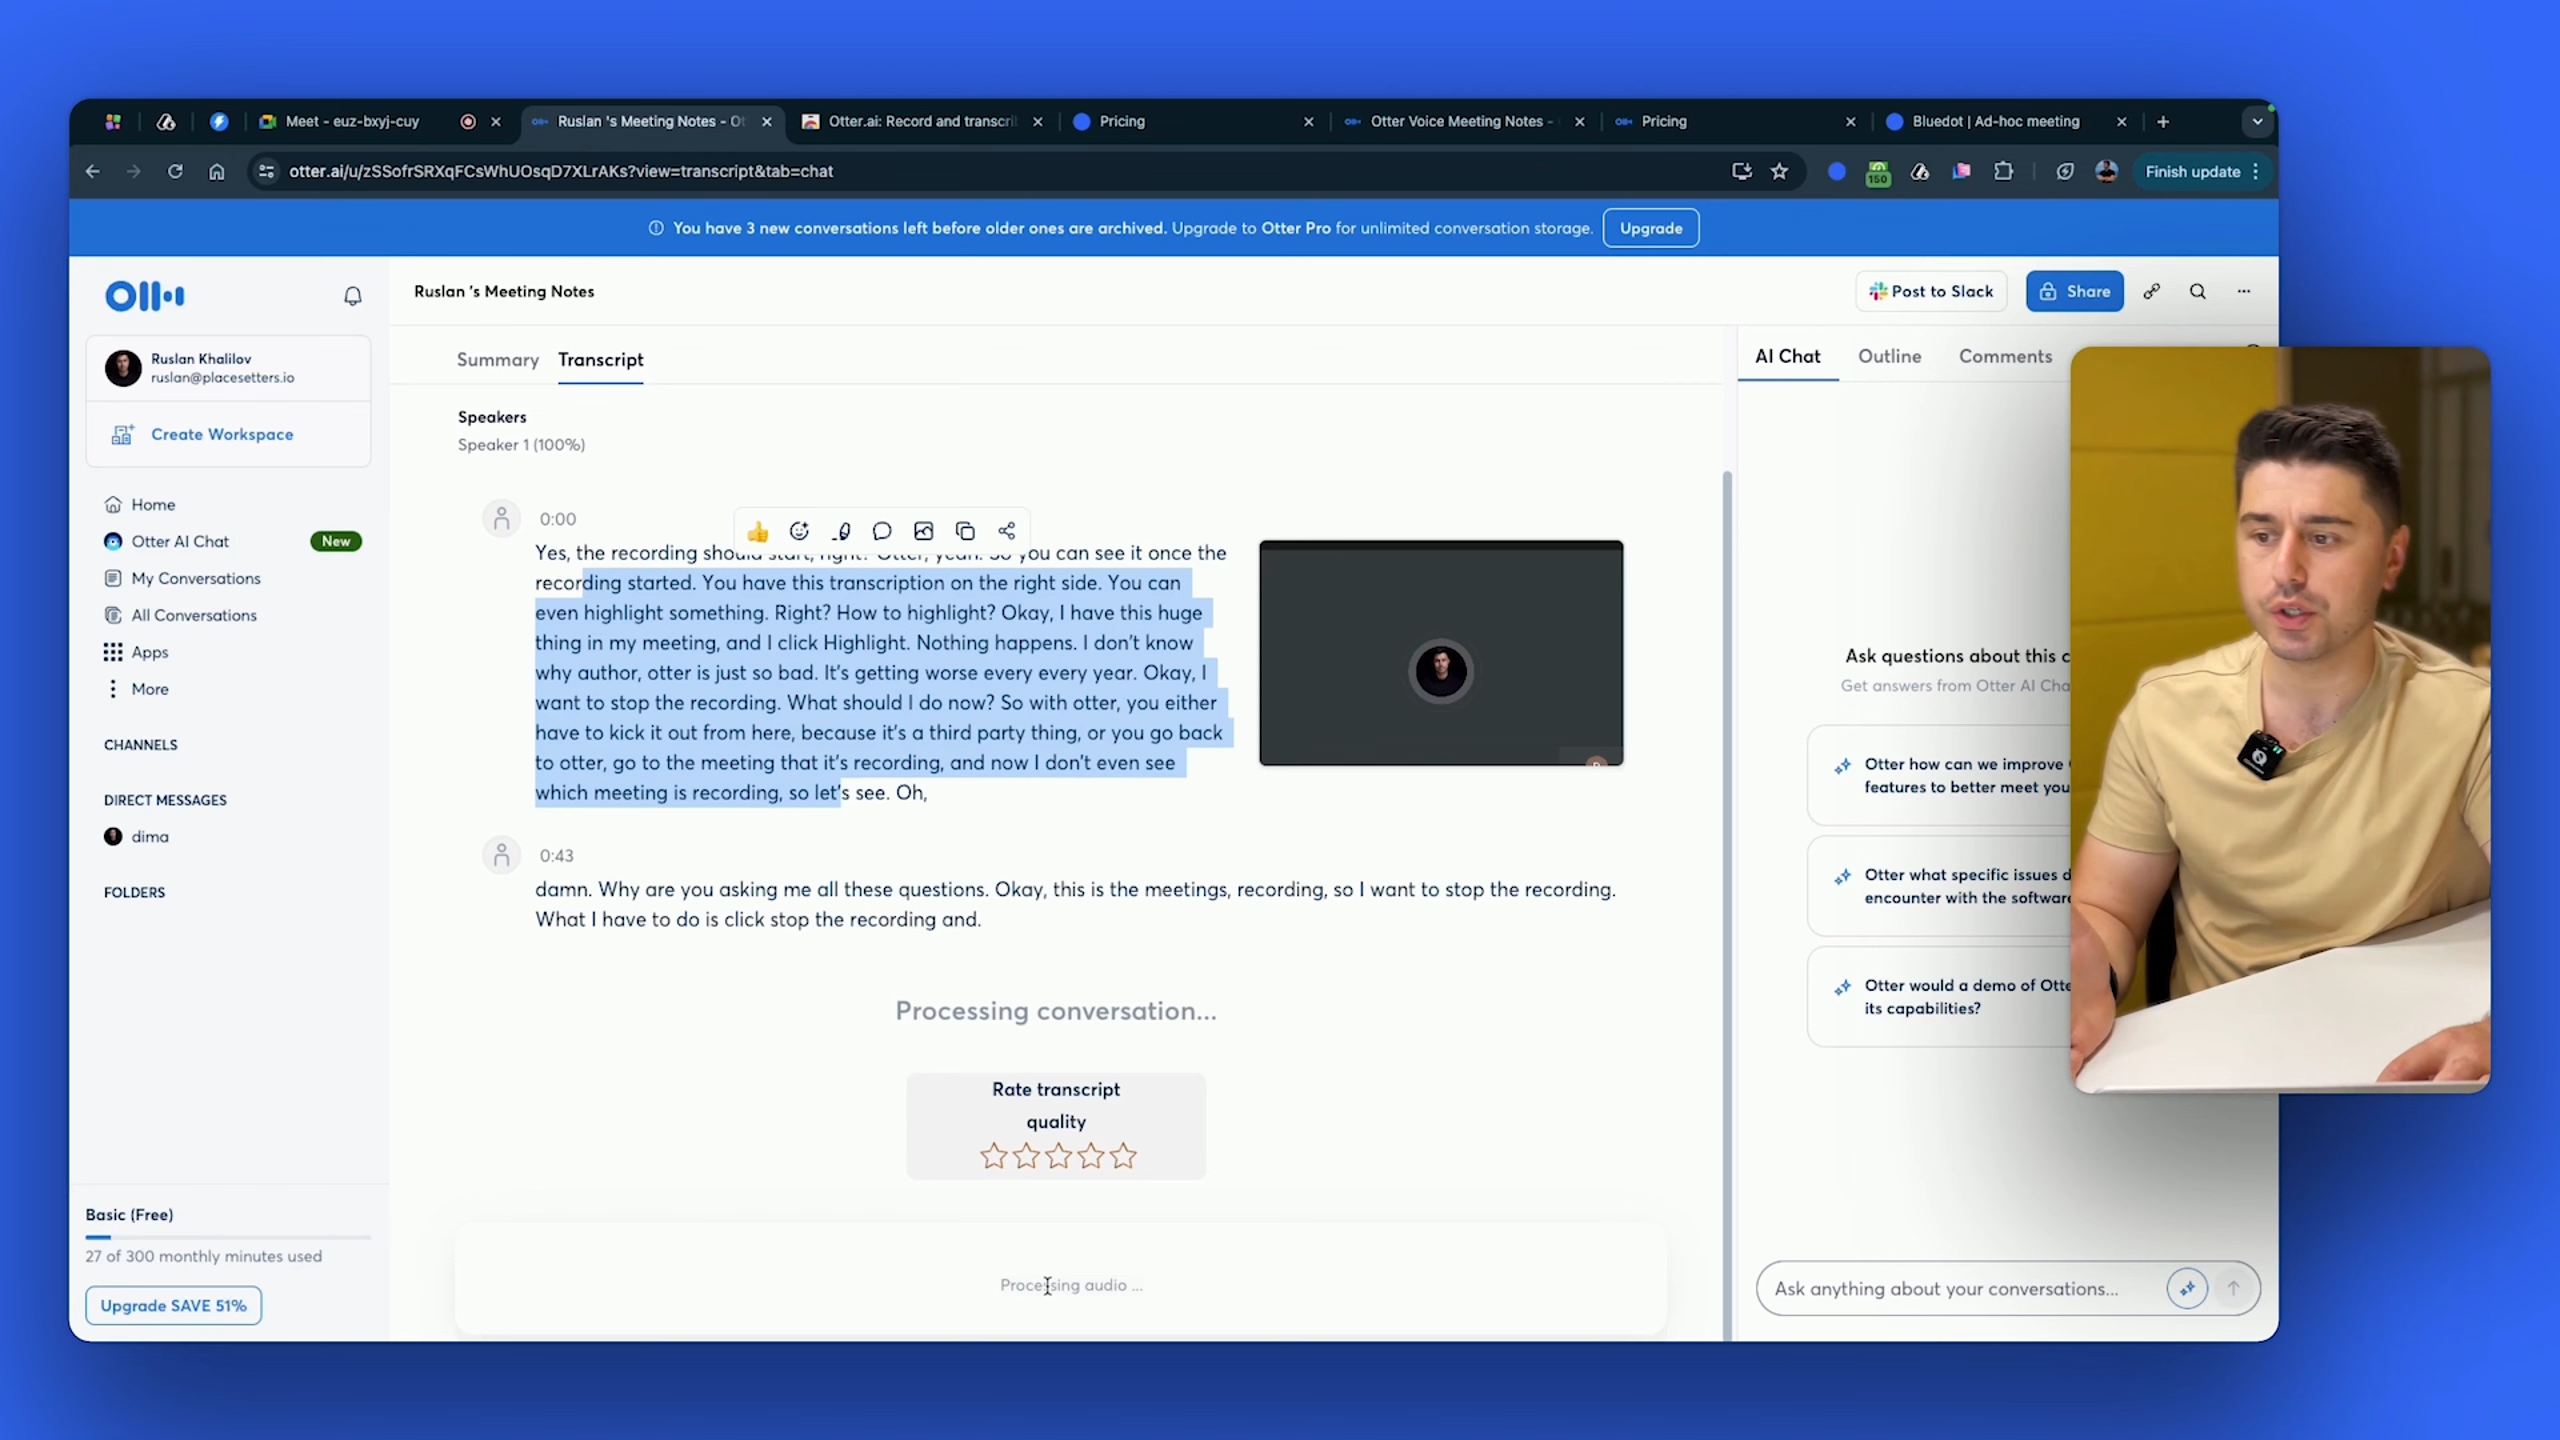 Meet - euz-bxyj-cuy
Ruslan 's Meeting Notes - Ot
Otter.ai: Record and transcri
Pricing
Otter Voice Meeting Notes -
Pricing
Bluedot | Ad-hoc meeting
otter.ai/u/zSSofrSRXqFCsWhUOsqD7XLrAKs?view=transcript&tab=chat
150
Finish update
You have 3 new conversations left before older ones are archived. Upgrade to Otter Pro for unlimited conversation storage.
Upgrade
Ruslan Khalilov
ruslan@placesetters.io
Create Workspace
Home
Otter AI Chat
New
My Conversations
All Conversations
Apps
More
CHANNELS
DIRECT MESSAGES
dima
FOLDERS
Basic (Free)
27 of 300 monthly minutes used
Upgrade SAVE 51%
Ruslan 's Meeting Notes
Post to Slack
Share
Summary
Transcript
Speakers
Speaker 1 (100%)
0:00
Yes, the recording should start, right? Otter, yeah. So you can see it once the
recording started. You have this transcription on the right side. You can
even highlight something. Right? How to highlight? Okay, I have this huge
thing in my meeting, and I click Highlight. Nothing happens. I don't know
why author, otter is just so bad. It's getting worse every every year. Okay, I
want to stop the recording. What should I do now? So with otter, you either
have to kick it out from here, because it's a third party thing, or you go back
to otter, go to the meeting that it's recording, and now I don't even see
which meeting is recording, so let's see. Oh,
0:43
damn. Why are you asking me all these questions. Okay, this is the meetings, recording, so I want to stop the recording.
What I have to do is click stop the recording and.
Processing conversation...
Rate transcript
quality
Processing audio ...
AI Chat
Outline
Comments
Ask questions about this c
Get answers from Otter AI Cha
Otter how can we improve
features to better meet you
Otter what specific issues d
encounter with the software
Otter would a demo of Otte
its capabilities?
Ask anything about your conversations...